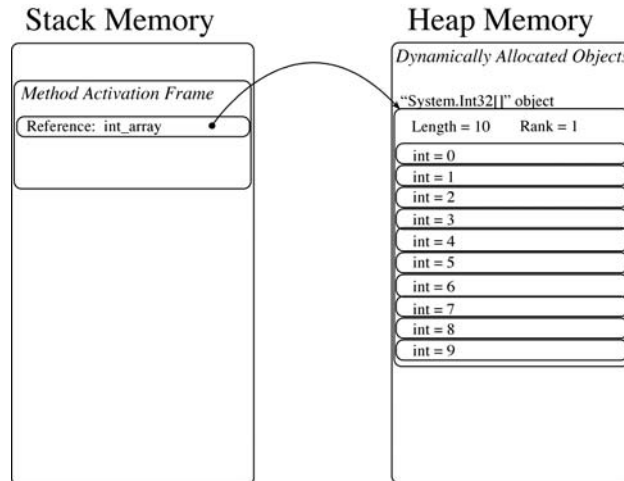 Stack Memory
Heap Memory
Method Activation Frame
Reference: int_array
Dynamically Allocated Objects
“System.Int32[]” object
Length = 10 Rank = 1
int = 0
int = 1
int = 2
int = 3
int = 4
int = 5
int = 6
int = 7
int = 8
int = 9